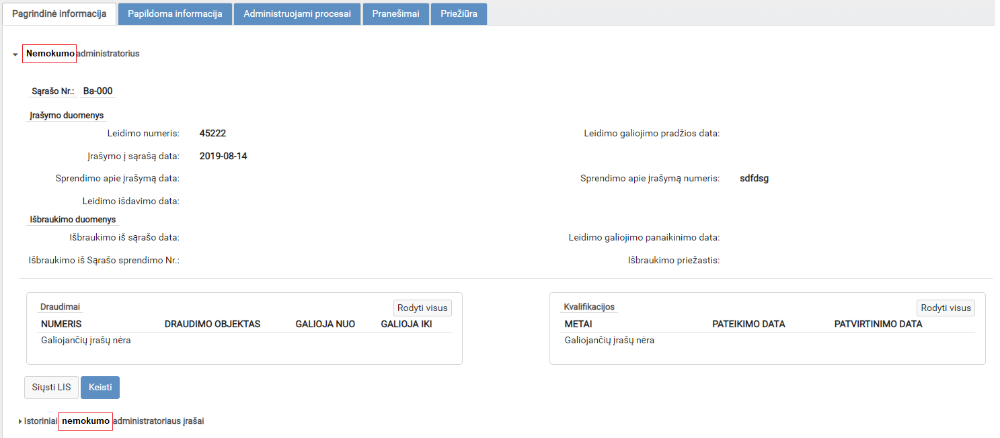 Pagrindinė informacija Papildoma informacija Administruojami procesai Pranešimai Priežiūra
Nemokumo administratorius
Sąrašo Nr.: Ba-000
Įrašymo duomenys
Leidimo numeris: 45222 Leidimo galiojimo pradžios data:
Įrašymo į sąrašą data: 2019-08-14
Sprendimo apie įrašymą data: Sprendimo apie įrašymą numeris: sdfdsg
Leidimo išdavimo data:
Išbraukimo duomenys
Išbraukimo iš sąrašo data: Leidimo galiojimo panaikinimo data:
Išbraukimo iš Sąrašo sprendimo Nr.: Išbraukimo priežastis:
Draudimai Rodyti visus Kvalifikacijos Rodyti visus
NUMERIS DRAUDIMO OBJEKTAS GALIOJA NUO GALIOJA IKI METAI PATEIKIMO DATA PATVIRTINIMO DATA
Galiojančių įrašų nėra Galiojančių įrašų nėra
Siųsti LIS Keisti
Istoriniai nemokumo administratoriaus įrašai